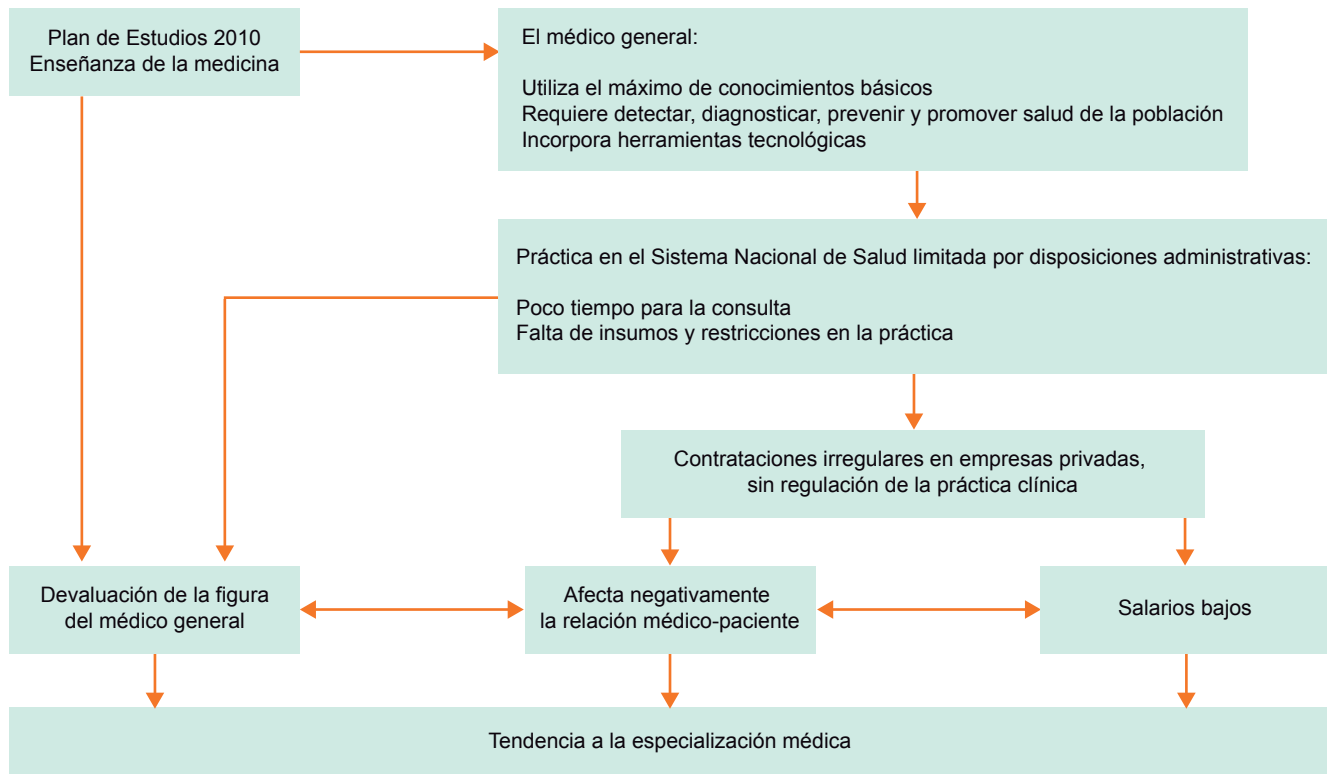 Plan de Estudios 2010
Enseñanza de la medicina
El médico general:
Utiliza el máximo de conocimientos básicos
Requiere detectar, diagnosticar, prevenir y promover salud de la población
Incorpora herramientas tecnológicas
Práctica en el Sistema Nacional de Salud limitada por disposiciones administrativas:
Poco tiempo para la consulta
Falta de insumos y restricciones en la práctica
Contrataciones irregulares en empresas privadas,
sin regulación de la práctica clínica
Devaluación de la figura
del médico general
Afecta negativamente
la relación médico-paciente
Salarios bajos
Tendencia a la especialización médica